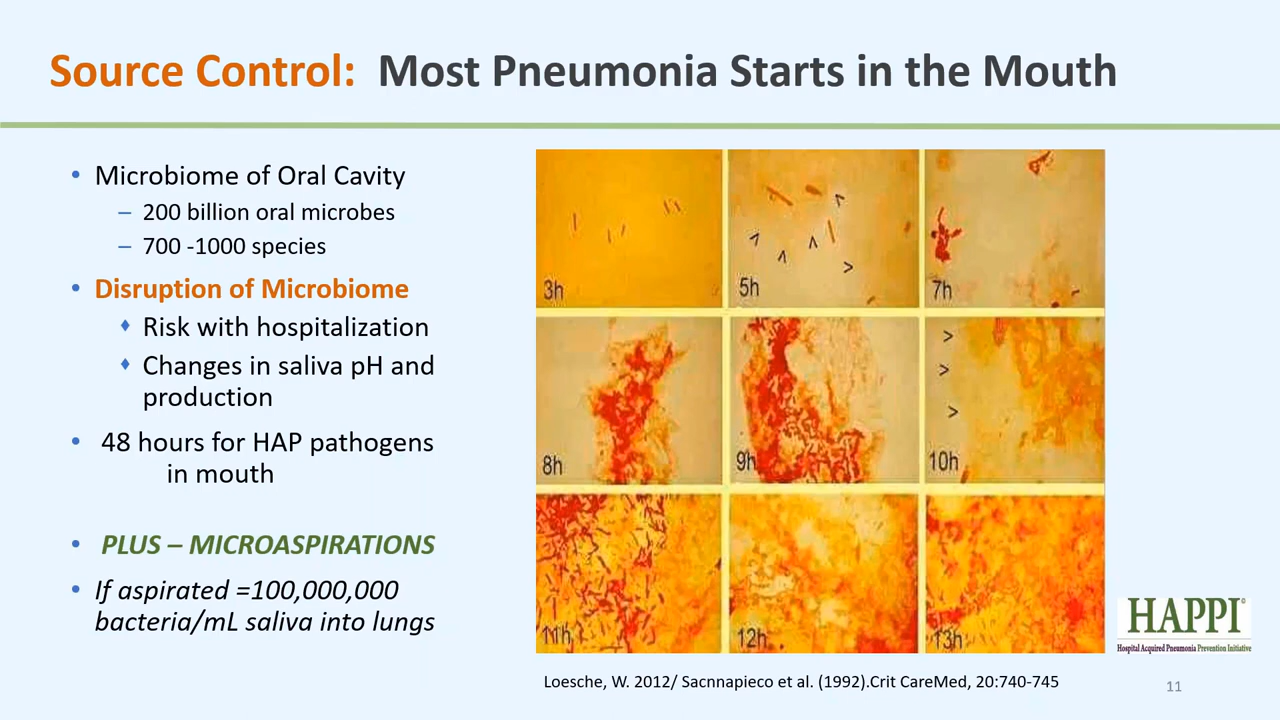 Source Control: Most Pneumonia Starts in the Mouth
• Microbiome of Oral Cavity
– 200 billion oral microbes
– 700 -1000 species
• Disruption of Microbiome
♦ Risk with hospitalization
♦ Changes in saliva pH and
production
• 48 hours for HAP pathogens
in mouth
• PLUS – MICROASPIRATIONS
• If aspirated =100,000,000
bacteria/mL saliva into lungs
3h
5h
7h
8h
9h
10h
11h
12h
13h
HAPPI©
Hospital Acquired Pneumonia Prevention Initiative
Loesche, W. 2012/ Sacnnapieco et al. (1992).Crit CareMed, 20:740-745
11